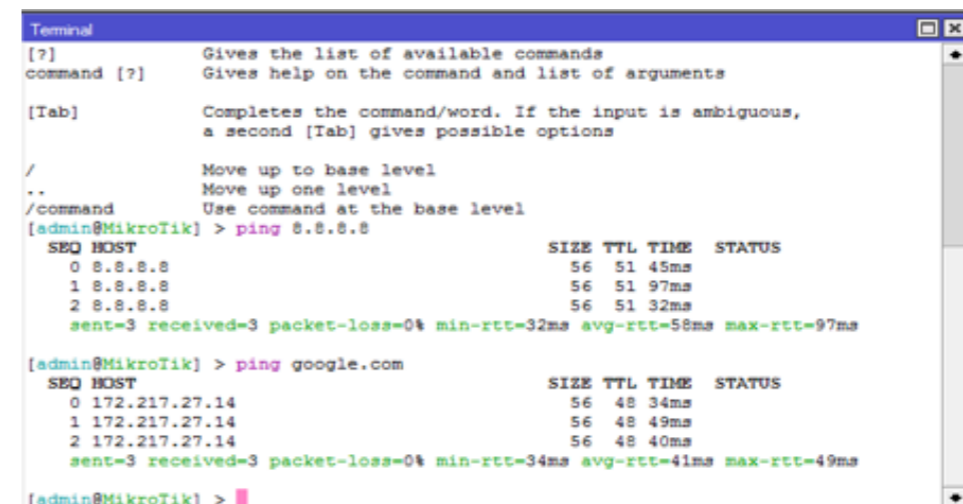 Terminal
[?] Gives the list of available commands
command [?] Gives help on the command and list of arguments
[Tab] Completes the command/word. If the input is ambiguous,
a second [Tab] gives possible options
/ Move up to base level
.. Move up one level
/command Use command at the base level
[admin@MikroTik] > ping 8.8.8.8
SEQ HOST SIZE TTL TIME STATUS
0 8.8.8.8 56 51 45ms
1 8.8.8.8 56 51 97ms
2 8.8.8.8 56 51 32ms
sent=3 received=3 packet-loss=0% min-rtt=32ms avg-rtt=58ms max-rtt=97ms
[admin@MikroTik] > ping google.com
SEQ HOST SIZE TTL TIME STATUS
0 172.217.27.14 56 48 34ms
1 172.217.27.14 56 48 49ms
2 172.217.27.14 56 48 40ms
sent=3 received=3 packet-loss=0% min-rtt=34ms avg-rtt=41ms max-rtt=49ms
[admin@MikroTik] >